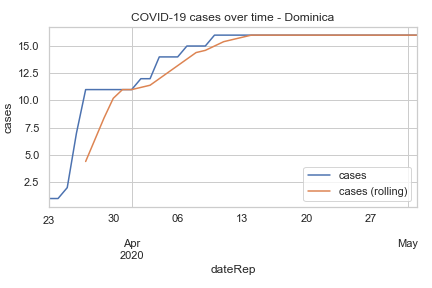 COVID-19 cases over time - Dominica
cases
15.0
12.5
10.0
7.5
5.0
2.5
cases
cases (rolling)
23 30 06 13 20 27
Apr May
2020
dateRep